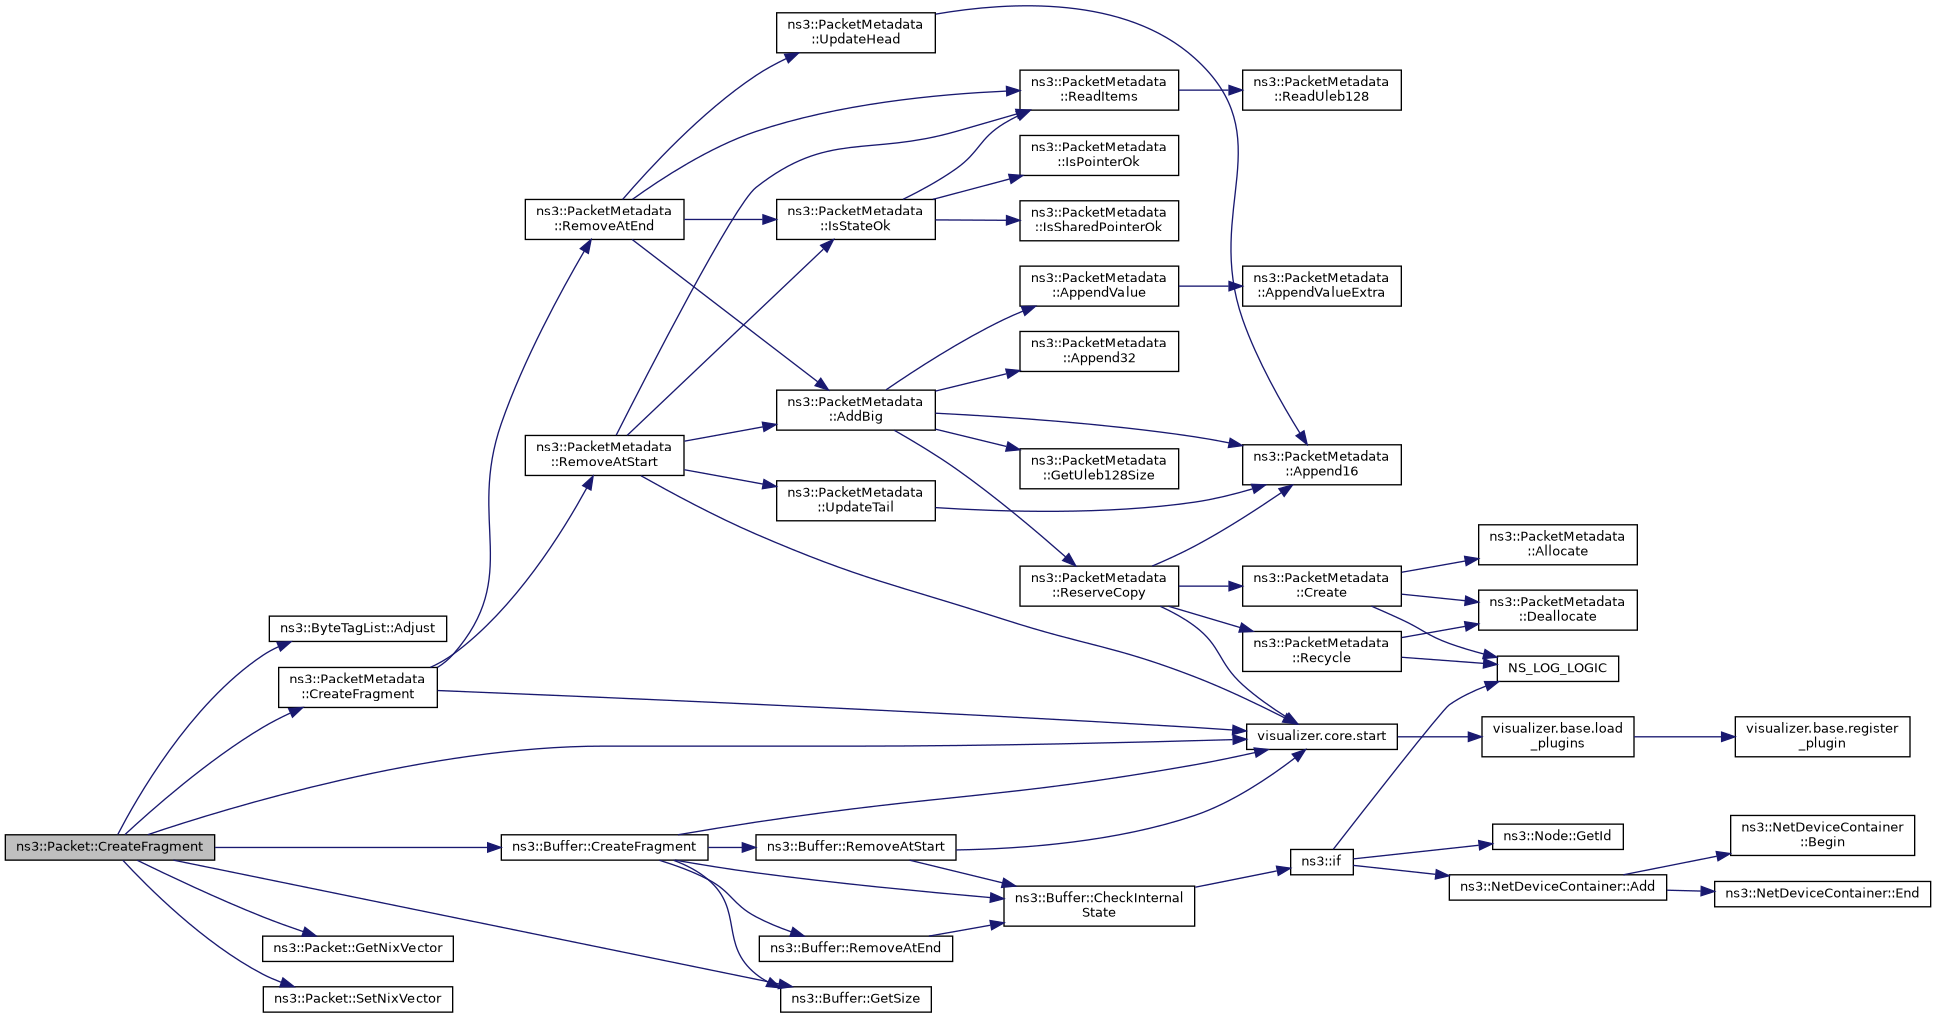 ns3::PacketMetadata
::UpdateHead
ns3::PacketMetadata
::ReadItems
ns3::PacketMetadata
::ReadUleb128
ns3::PacketMetadata
::IsPointerOk
ns3::PacketMetadata
::RemoveAtEnd
ns3::PacketMetadata
::IsStateOk
ns3::PacketMetadata
::IsSharedPointerOk
ns3::PacketMetadata
::AppendValue
ns3::PacketMetadata
::AppendValueExtra
ns3::PacketMetadata
::Append32
ns3::PacketMetadata
::AddBig
ns3::PacketMetadata
::RemoveAtStart
ns3::PacketMetadata
::GetUleb128Size
ns3::PacketMetadata
::Append16
ns3::PacketMetadata
::UpdateTail
ns3::PacketMetadata
::Allocate
ns3::PacketMetadata
::ReserveCopy
ns3::PacketMetadata
::Create
ns3::PacketMetadata
::Deallocate
ns3::ByteTagList::Adjust
ns3::PacketMetadata
::Recycle
NS_LOG_LOGIC
ns3::PacketMetadata
::CreateFragment
visualizer.core.start
visualizer.base.load
_plugins
visualizer.base.register
_plugin
ns3::Packet::CreateFragment
ns3::Buffer::CreateFragment
ns3::Buffer::RemoveAtStart
ns3::if
ns3::Node::GetId
ns3::NetDeviceContainer
::Begin
ns3::NetDeviceContainer::Add
ns3::NetDeviceContainer::End
ns3::Buffer::CheckInternal
State
ns3::Packet::GetNixVector
ns3::Buffer::RemoveAtEnd
ns3::Packet::SetNixVector
ns3::Buffer::GetSize